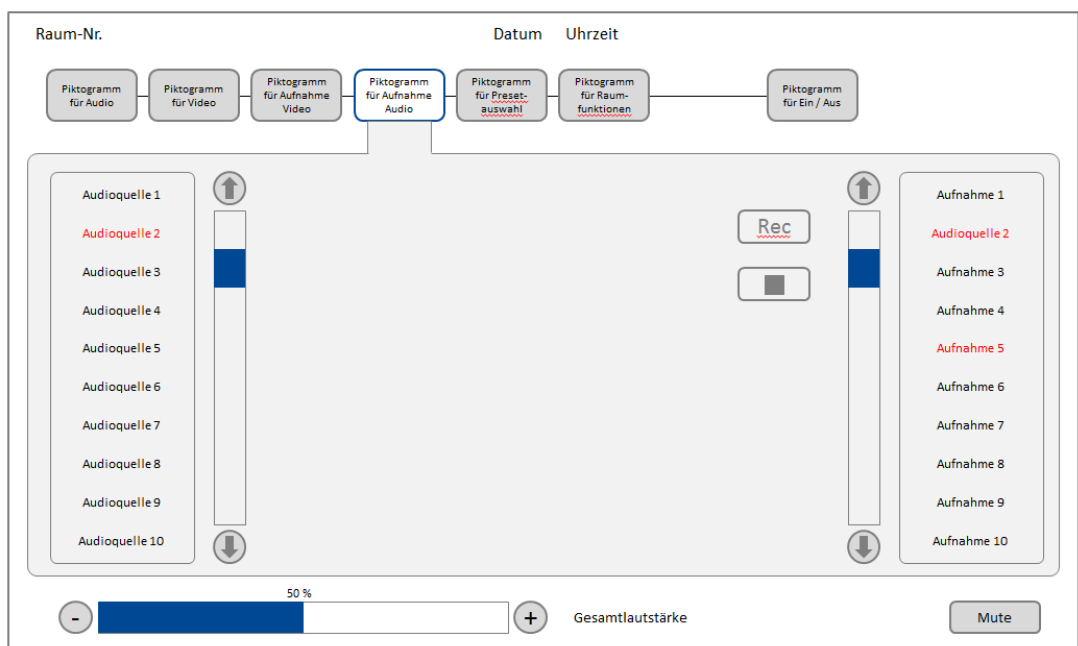 Raum-Nr.
Datum Uhrzeit
Piktogramm
für Audio
Piktogramm
für Video
Piktogramm
für Aufnahme
Video
Piktogramm
für Aufnahme
Audio
Piktogramm
für Preset-
auswahl
Piktogramm
für Raum-
funktionen
Piktogramm
für Ein / Aus
Audioquelle 1
Audioquelle 2
Audioquelle 3
Audioquelle 4
Audioquelle 5
Audioquelle 6
Audioquelle 7
Audioquelle 8
Audioquelle 9
Audioquelle 10
Rec
Aufnahme 1
Audioquelle 2
Aufnahme 3
Aufnahme 4
Aufnahme 5
Aufnahme 6
Aufnahme 7
Aufnahme 8
Aufnahme 9
Aufnahme 10
50 %
-
+
Gesamtlautstärke
Mute